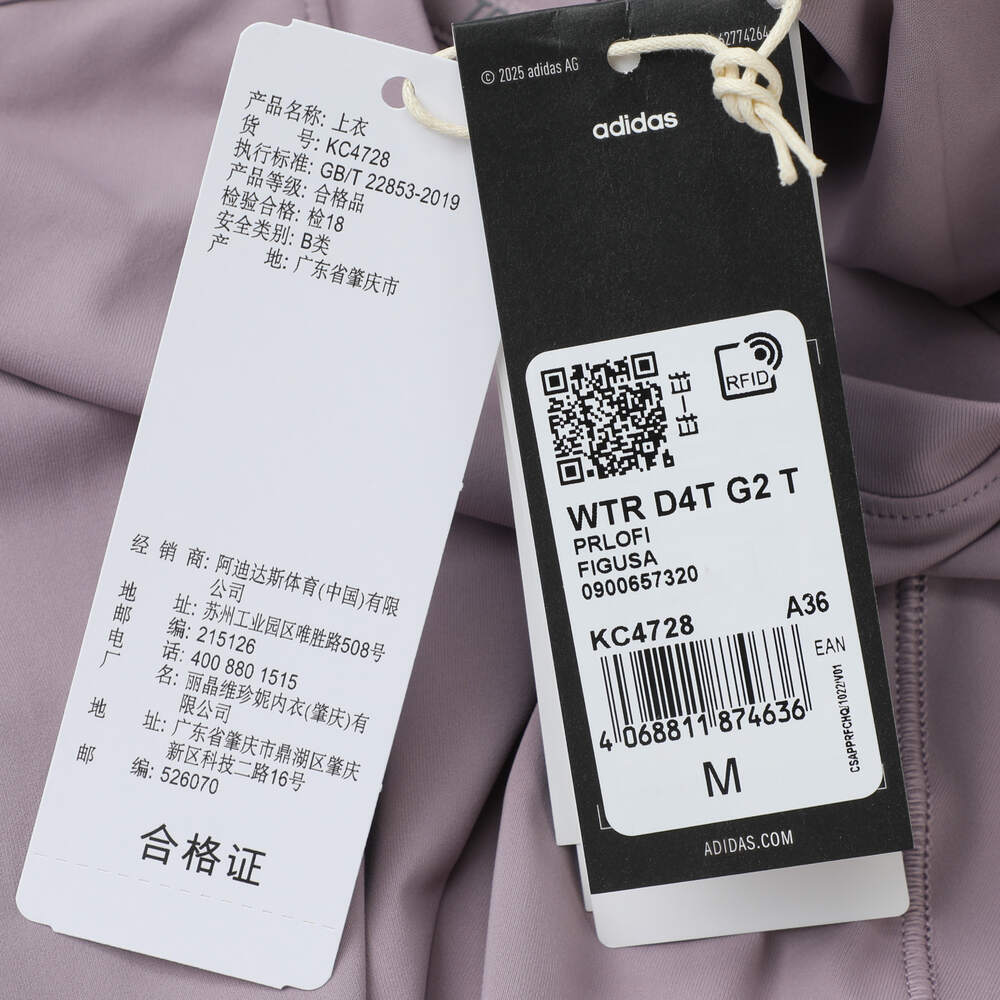 产品名称: 上衣
货 号: KC4728
执行标准: GB/T 22853-2019
产品等级: 合格品
检验合格: 检18
安全类别: B类
产 地: 广东省肇庆市
经 销 商: 阿迪达斯体育(中国)有限
公司
地 址: 苏州工业园区唯胜路508号
邮 编: 215126
电 话: 400 880 1515
厂 名: 丽晶维珍妮内衣(肇庆)有
限公司
地 址: 广东省肇庆市鼎湖区肇庆
新区科技二路16号
邮 编: 526070
合格证
© 2025 adidas AG
62774264
adidas
RFID
WTR D4T G2 T
PRLOFI
FIGUSA
0900657320
KC4728
A36
EAN
4 068811 874636
CSAPPRFCHQ/1022/V01
M
ADIDAS.COM